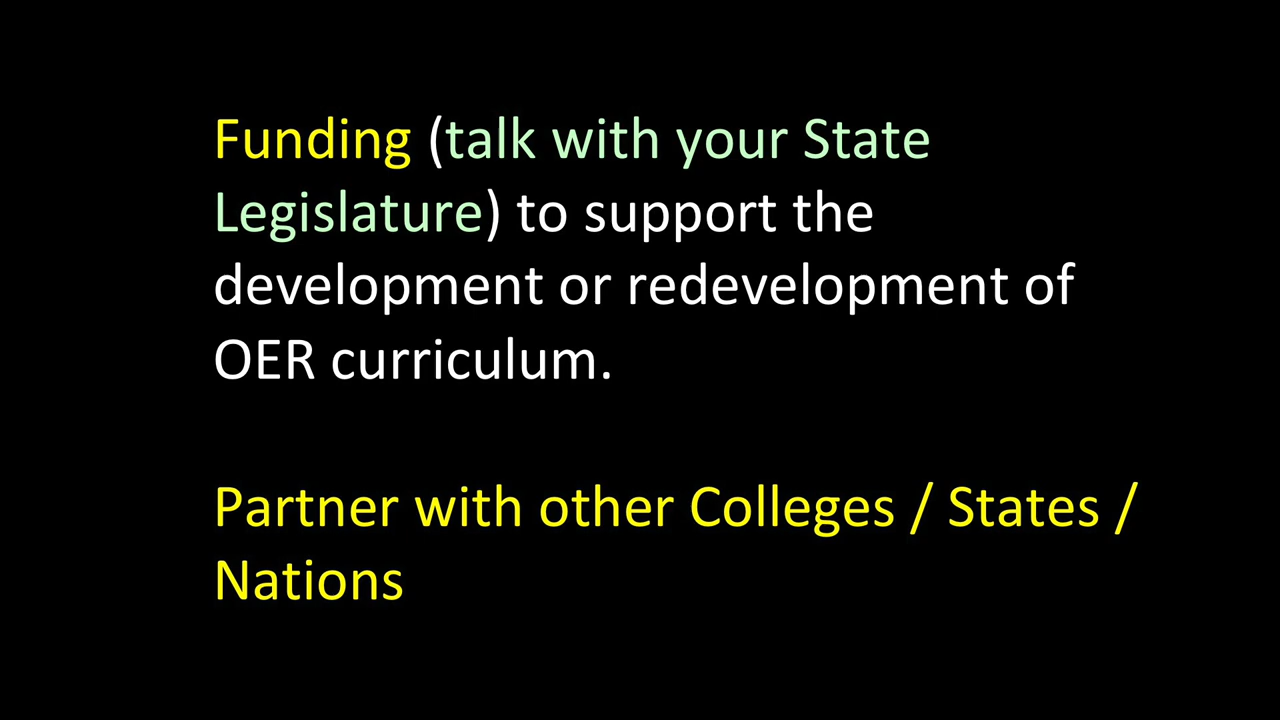 Funding (talk with your State
Legislature) to support the
development or redevelopment of
OER curriculum.
Partner with other Colleges / States /
Nations